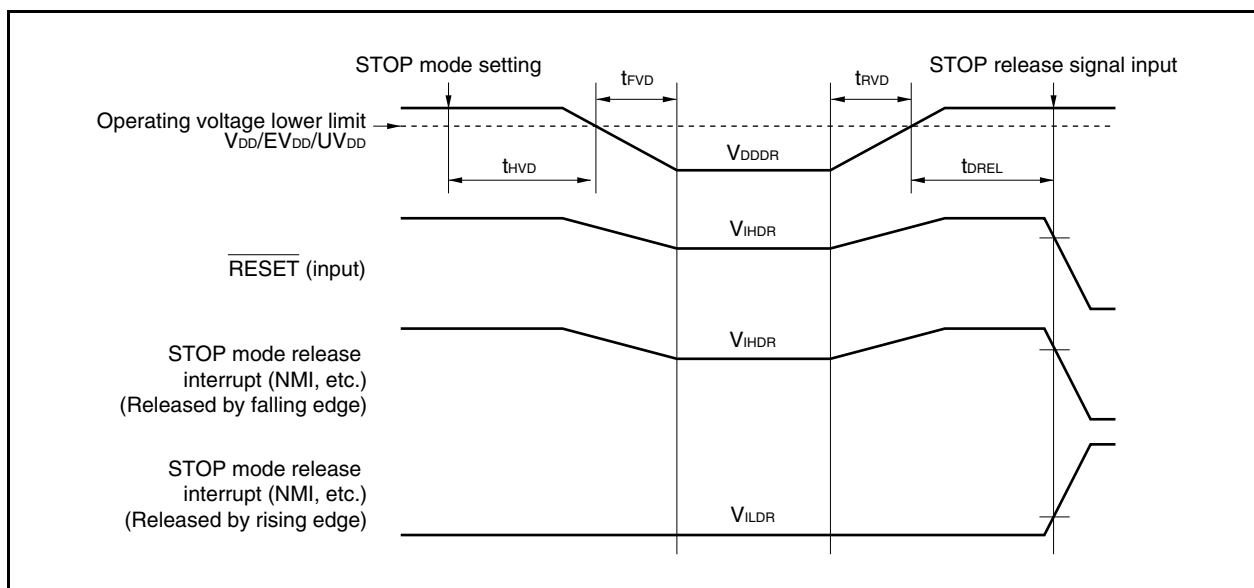 STOP mode setting
tFVD
tRVD
STOP release signal input
Operating voltage lower limit
VDD/EVDD/UVDD
VDDDR
tHVD
tDREL
VIHDR
RESET (input)
VIHDR
STOP mode release
interrupt (NMI, etc.)
(Released by falling edge)
STOP mode release
interrupt (NMI, etc.)
(Released by rising edge)
VILDR